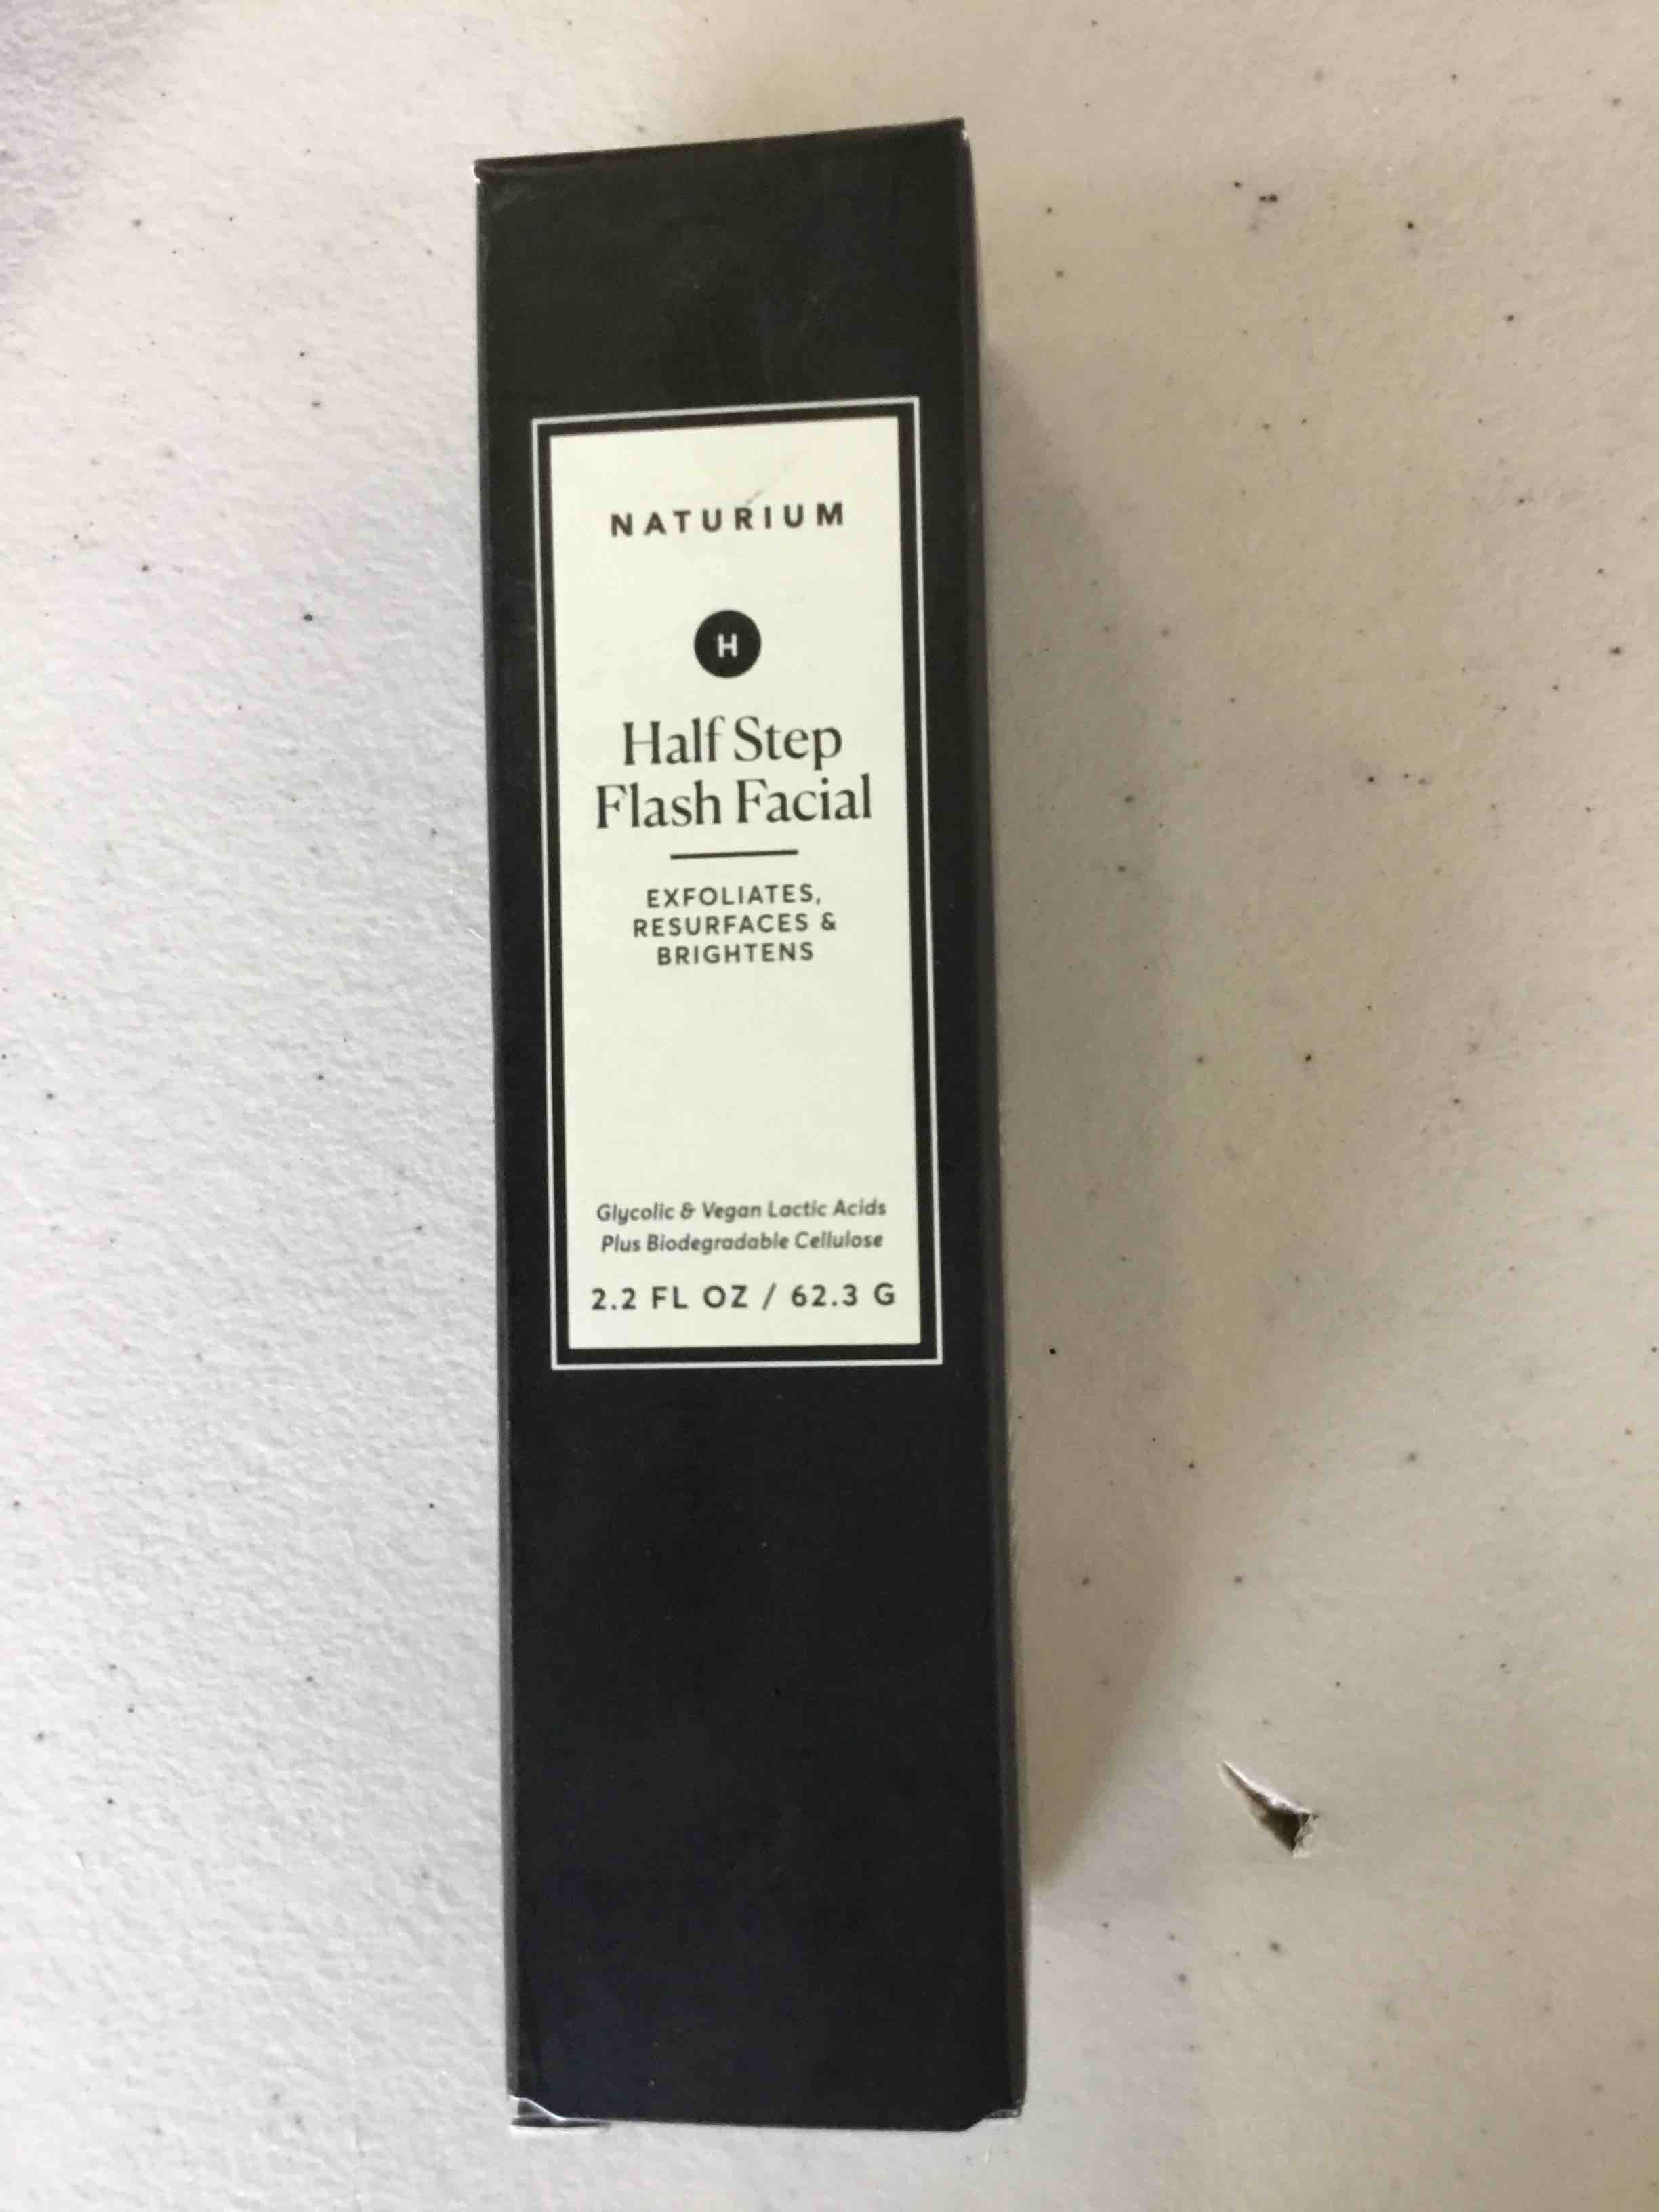 NATURIUM
H
Half Step
Flash Facial
EXFOLIATES,
RESURFACES &
BRIGHTENS
Glycolic & Vegan Lactic Acids
Plus Biodegradable Cellulose
2.2 FL OZ / 62.3 G